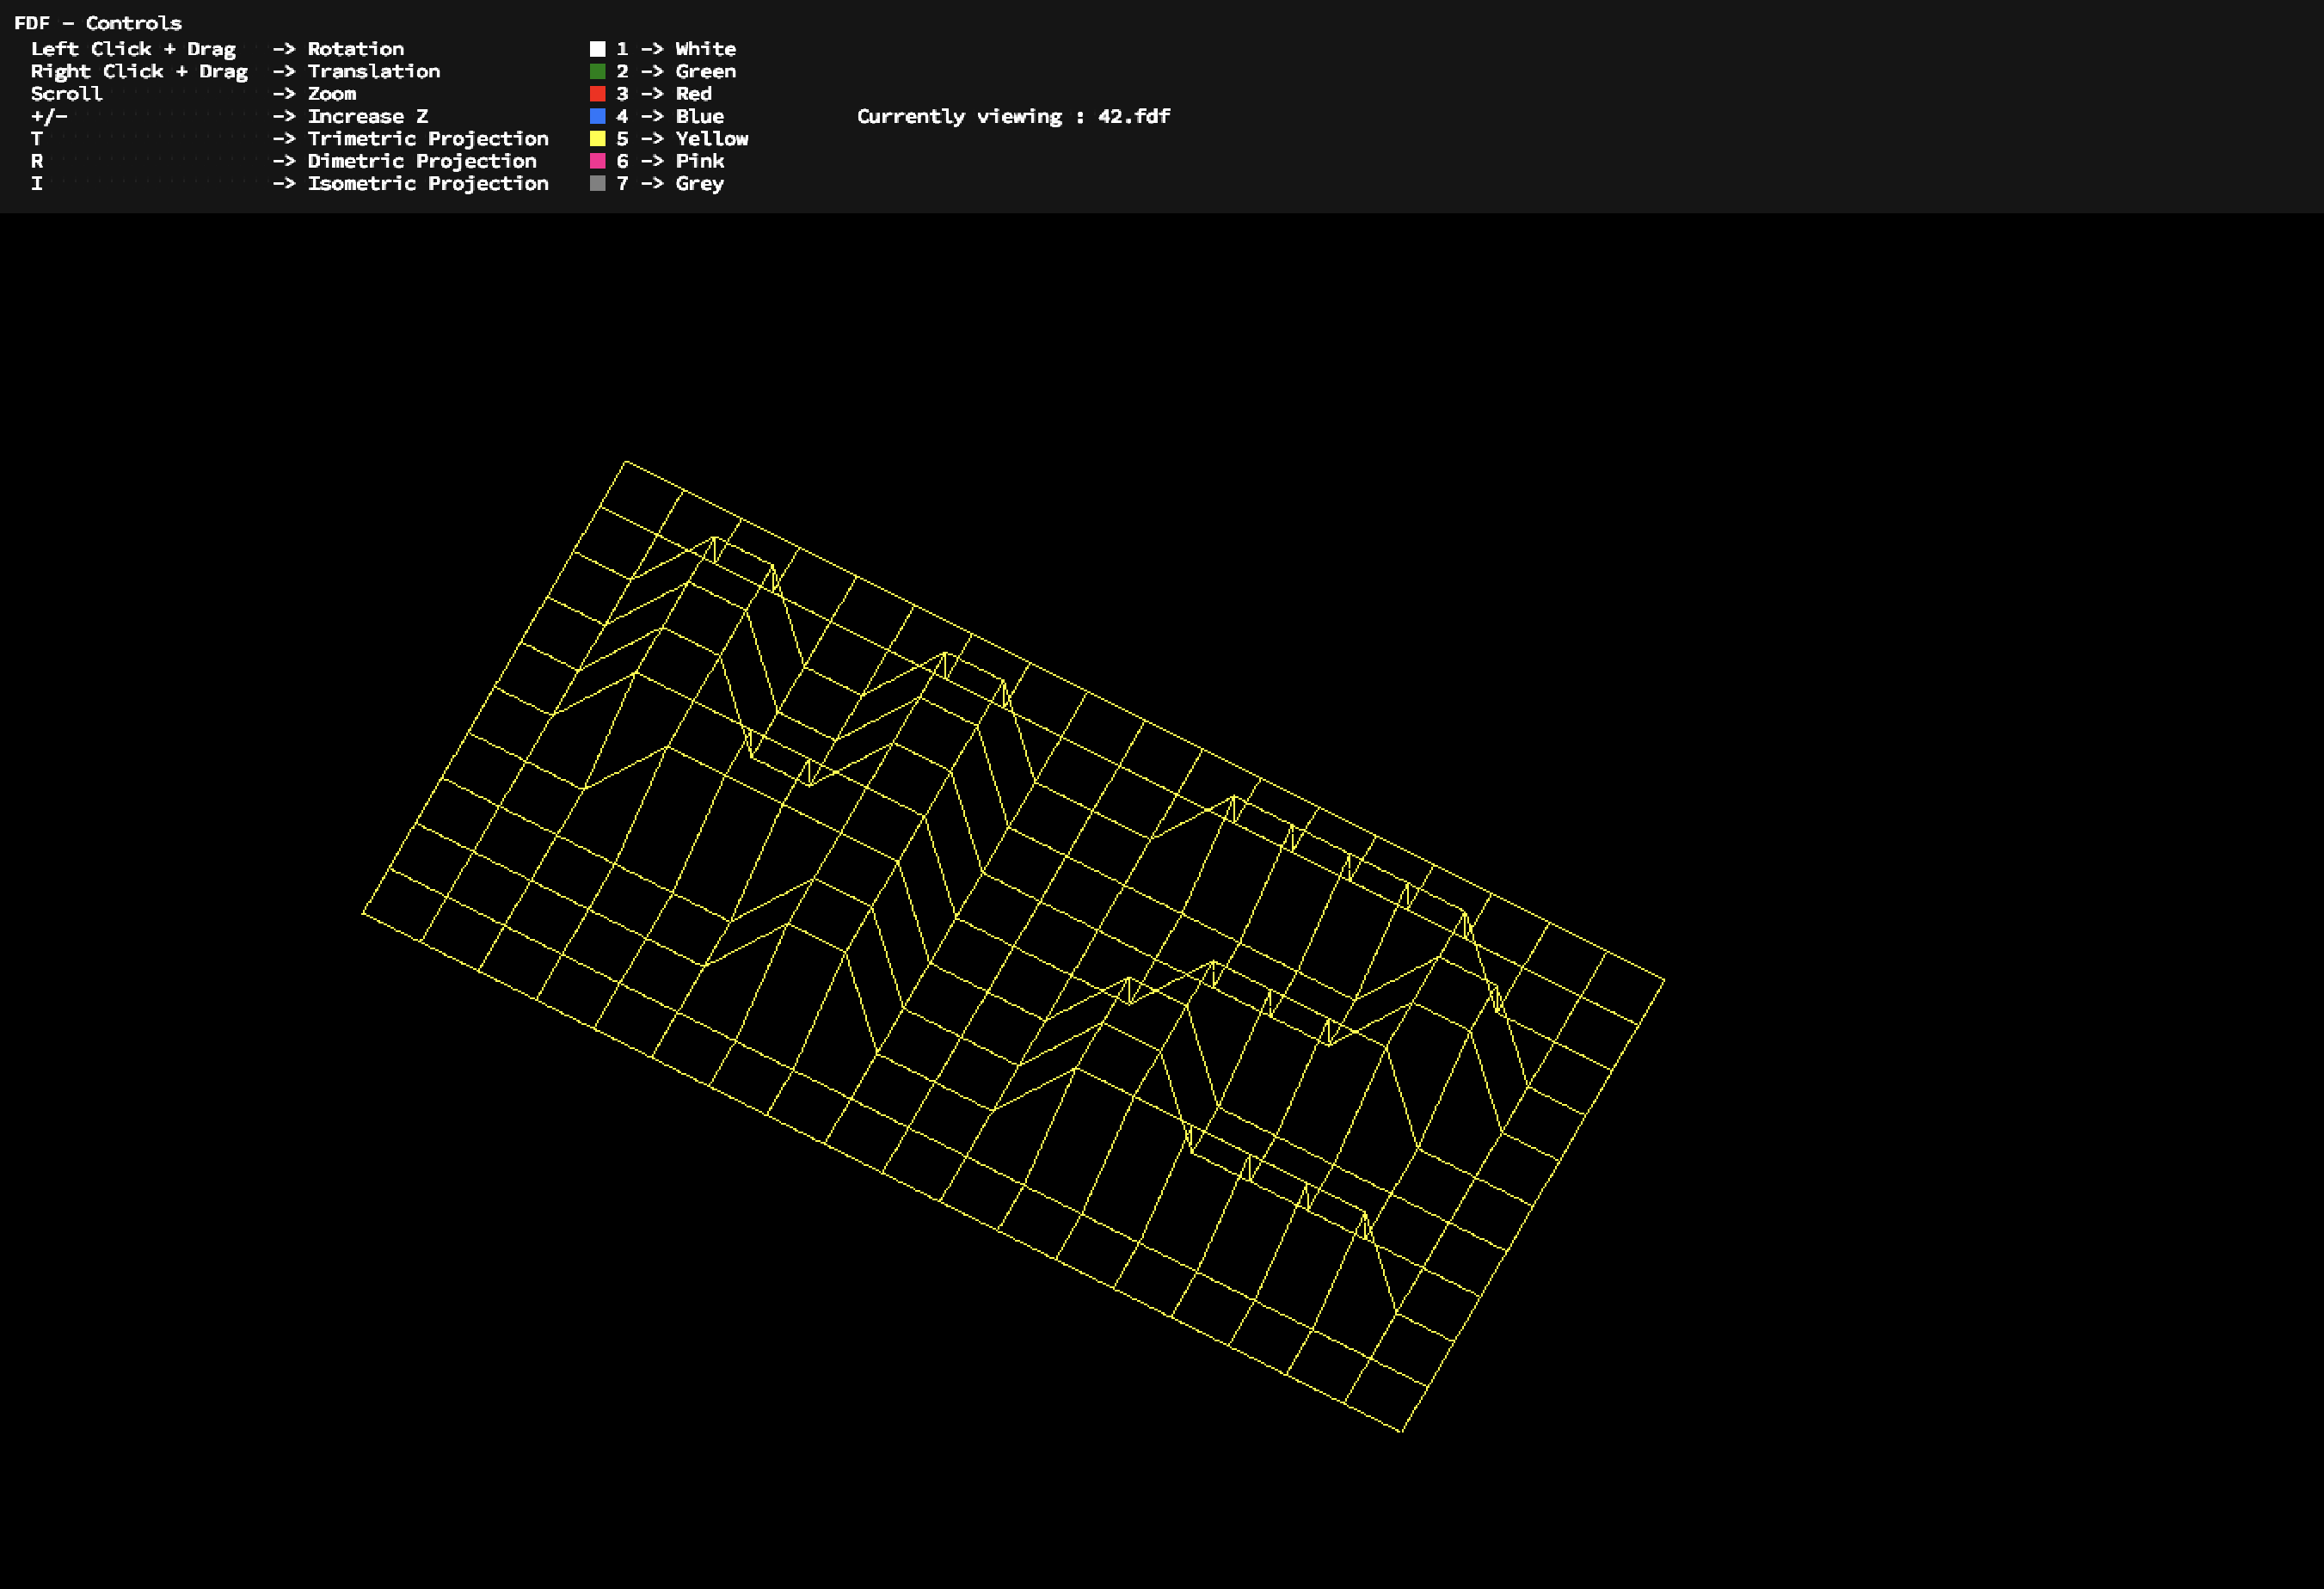 FDF - Controls
Left Click + Drag -> Rotation
Right Click + Drag -> Translation
Scroll -> Zoom
+/- -> Increase Z
T -> Trimetric Projection
R -> Dimetric Projection
I -> Isometric Projection
1 -> White
2 -> Green
3 -> Red
4 -> Blue
5 -> Yellow
6 -> Pink
7 -> Grey
Currently viewing : 42.fdf
42